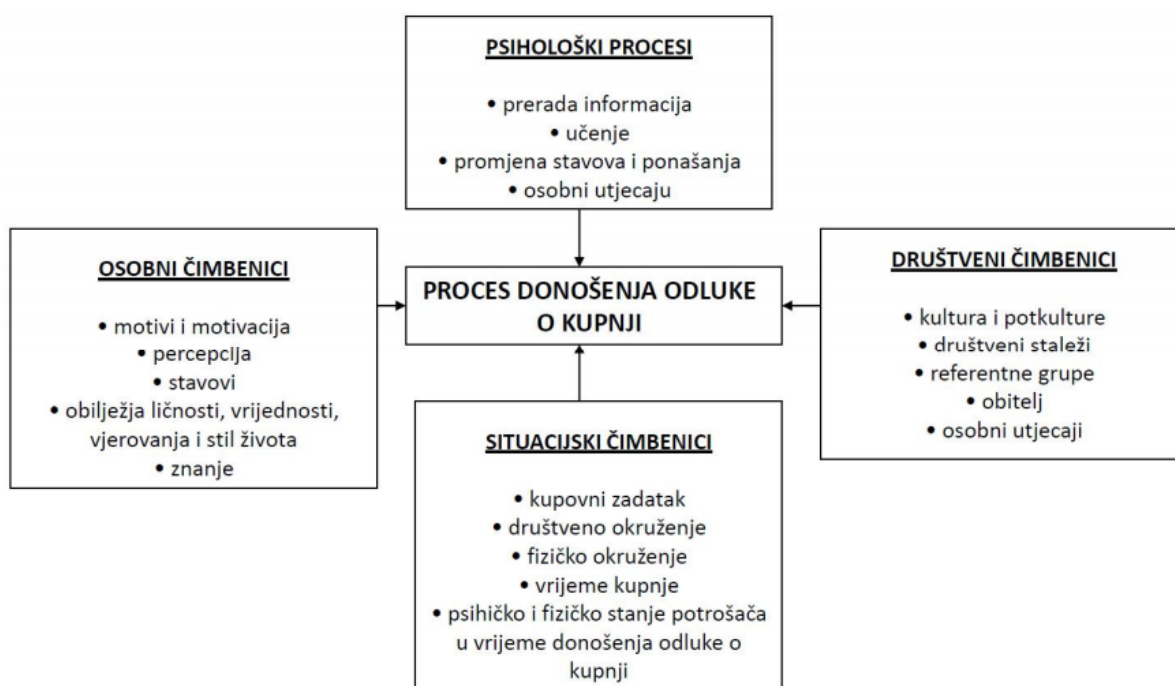 PSIHOLOŠKI PROCESI
• prerada informacija
• učenje
• promjena stavova i ponašanja
• osobni utjecaju
OSOBNI ČIMBENICI
• motivi i motivacija
• percepcija
• stavovi
• obilježja ličnosti, vrijednosti,
vjerovanja i stil života
• znanje
PROCES DONOŠENJA ODLUKE
O KUPNJI
DRUŠTVENI ČIMBENICI
• kultura i potkulture
• društveni staleži
• referentne grupe
• obitelj
• osobni utjecaji
SITUACIJSKI ČIMBENICI
• kupovni zadatak
• društveno okruženje
• fizičko okruženje
• vrijeme kupnje
• psihičko i fizičko stanje potrošača
u vrijeme donošenja odluke o
kupnji